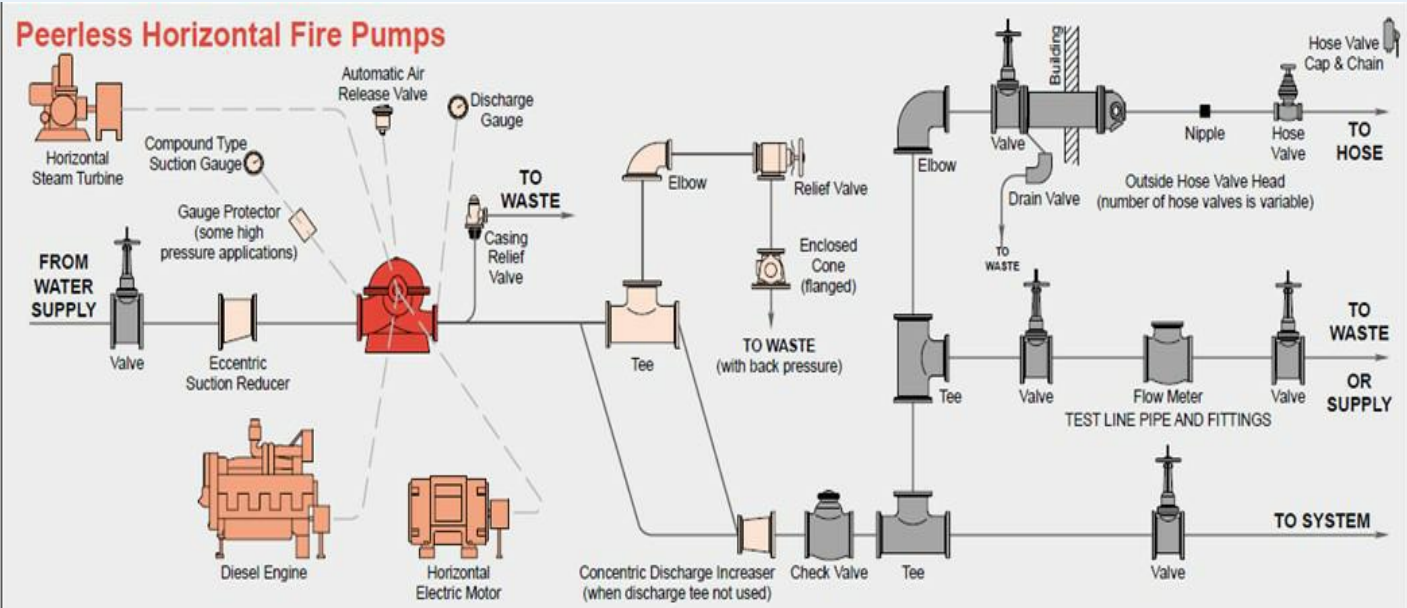 Peerless Horizontal Fire Pumps
Horizontal
Steam Turbine
Compound Type
Suction Gauge
Automatic Air
Release Valve
Discharge
Gauge
Gauge Protector
(some high
pressure applications)
TO
WASTE
Casing
Relief
Valve
FROM
WATER
SUPPLY
Valve
Eccentric
Suction Reducer
Diesel Engine
Horizontal
Electric Motor
Elbow
Relief Valve
Enclosed
Cone
(flanged)
TO WASTE
(with back pressure)
Tee
Concentric Discharge Increaser
(when discharge tee not used)
Check Valve
Tee
Elbow
Valve
Building
Drain Valve
TO
WASTE
Outside Hose Valve Head
(number of hose valves is variable)
Nipple
Hose
Valve
Hose Valve
Cap & Chain
TO
HOSE
Tee
Valve
Flow Meter
Valve
TEST LINE PIPE AND FITTINGS
TO
WASTE
OR
SUPPLY
TO SYSTEM
Valve